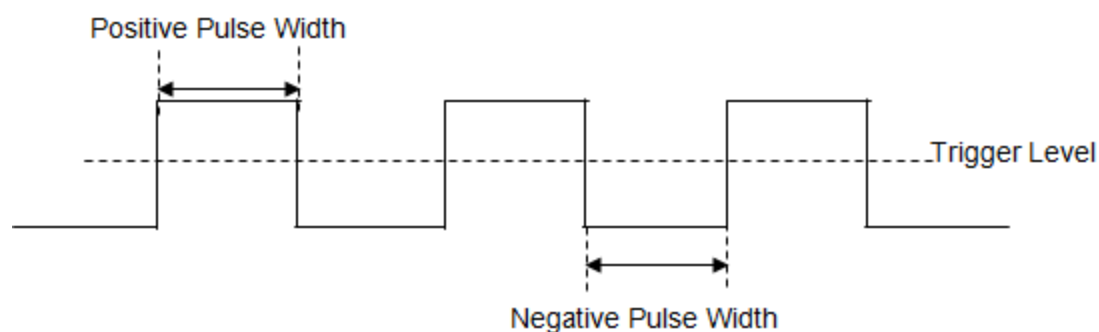 Positive Pulse Width
Trigger Level
Negative Pulse Width